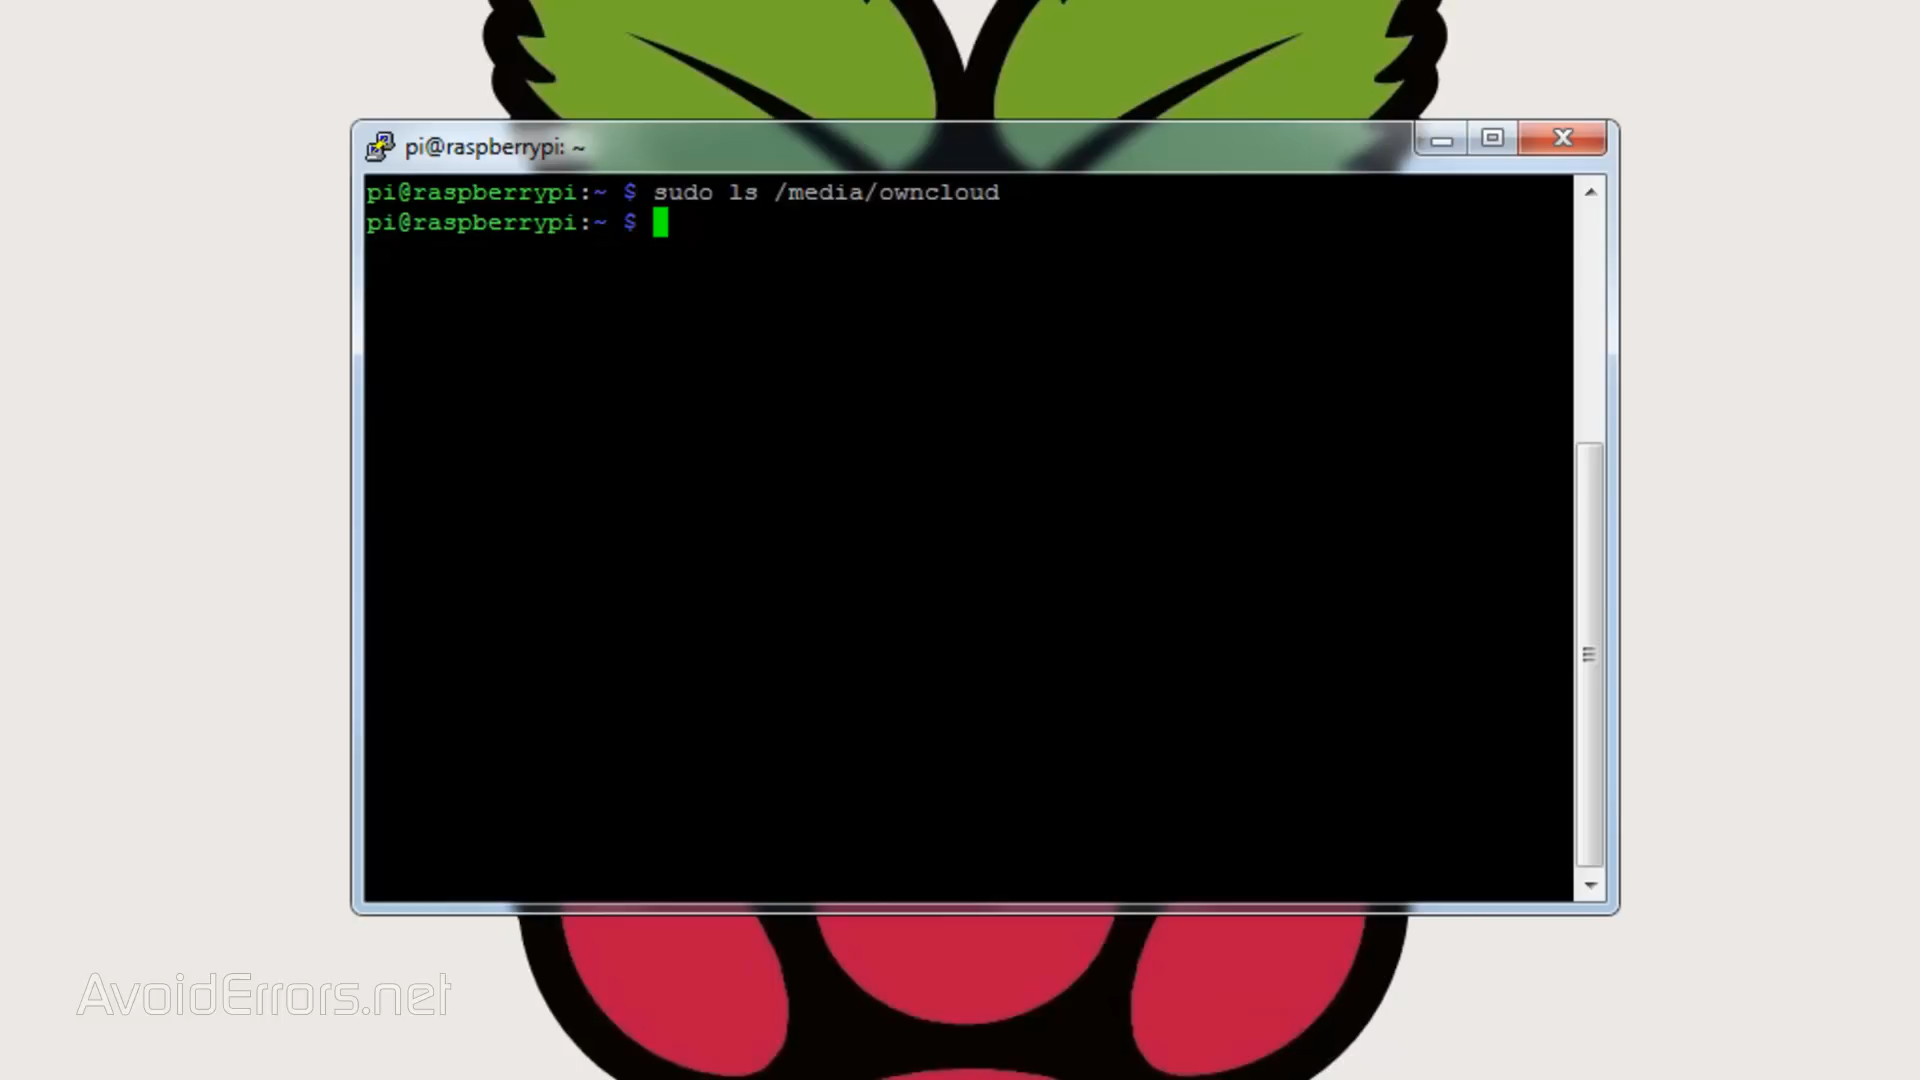 pi@raspberrypi: ~
pi@raspberrypi:~ $ sudo ls /media/owncloud
pi@raspberrypi:~ $
AvoidErrors.net